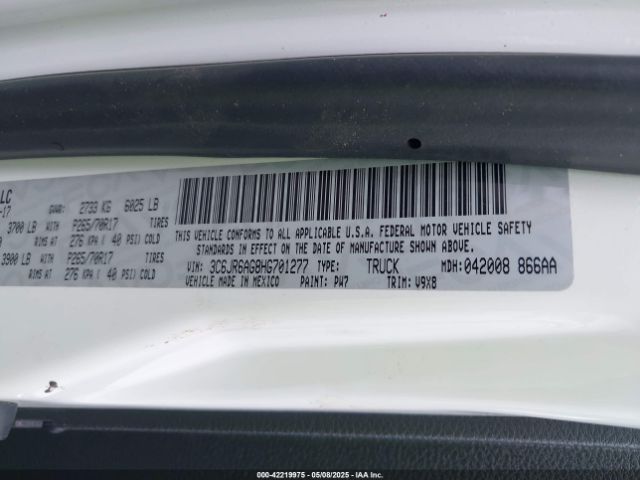 LC
-17
GVWR: 2733 KG 6025 LB
3700 LB WITH P265/70R17 TIRES
RIMS AT 276 KPA ( 40 PSI) COLD
3900 LB WITH P265/70R17 TIRES
RIMS AT 276 KPA ( 40 PSI) COLD
THIS VEHICLE CONFORMS TO ALL APPLICABLE U.S.A. FEDERAL MOTOR VEHICLE SAFETY
STANDARDS IN EFFECT ON THE DATE OF MANUFACTURE SHOWN ABOVE.
VIN: 3C6JR6AG8HG701277 TYPE: TRUCK MDH: 042008 866AA
VEHICLE MADE IN MEXICO PAINT: PW7 TRIM: V9X8
000-42219975 05/08/2025 IAA Inc.